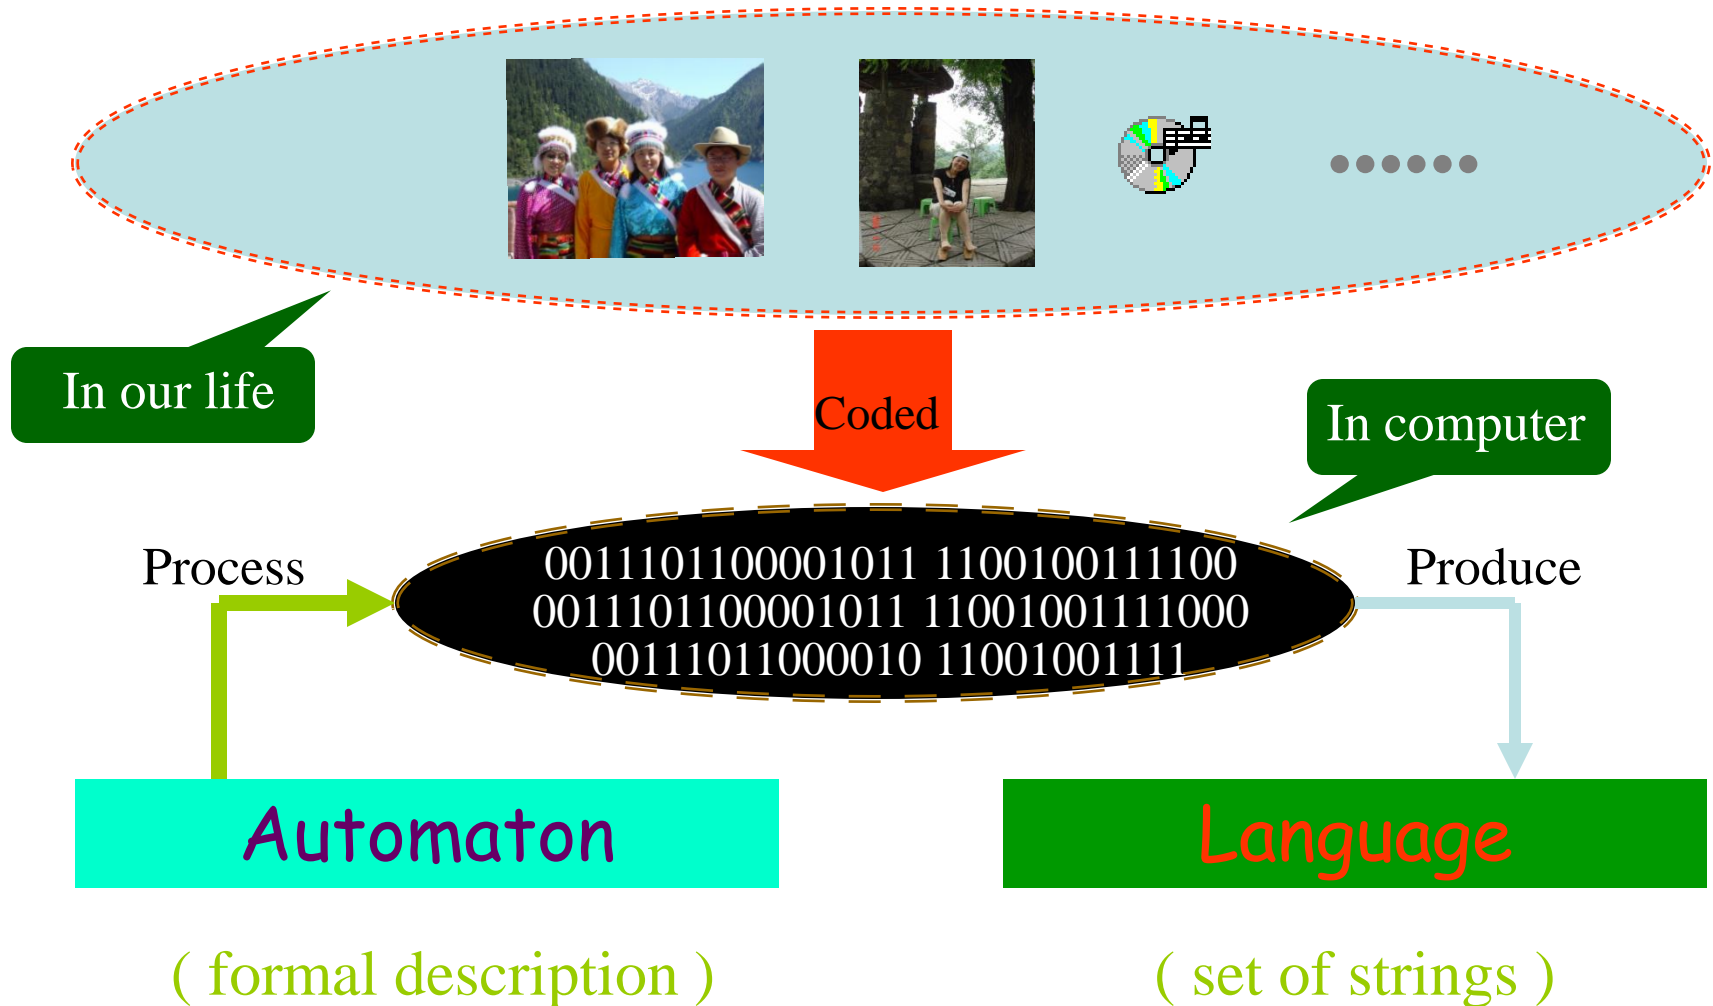 In our life
Coded
In computer
Process
Produce
0011101100001011 1100100111100
0011101100001011 11001001111000
00111011000010 11001001111
Automaton
Language
( formal description )
( set of strings )